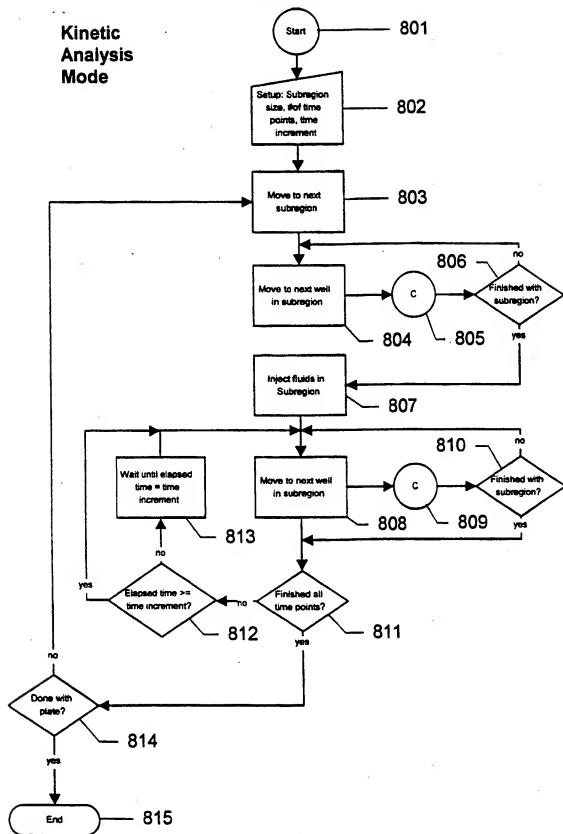 Kinetic
Analysis
Mode
Start
801
Setup: Subregion
size, #of time
points, time
increment
802
Move to next
subregion
803
no
806
Finished with
subregion?
Move to next well
in subregion
C
804
805
yes
Inject fluids in
Subregion
807
no
810
Finished with
subregion?
Wait until elapsed
time = time
increment
813
Move to next well
in subregion
C
808
809
yes
no
yes
Elapsed time >=
time increment?
no
Finished all
time points?
812
811
yes
no
Done with
plate?
814
yes
End
815